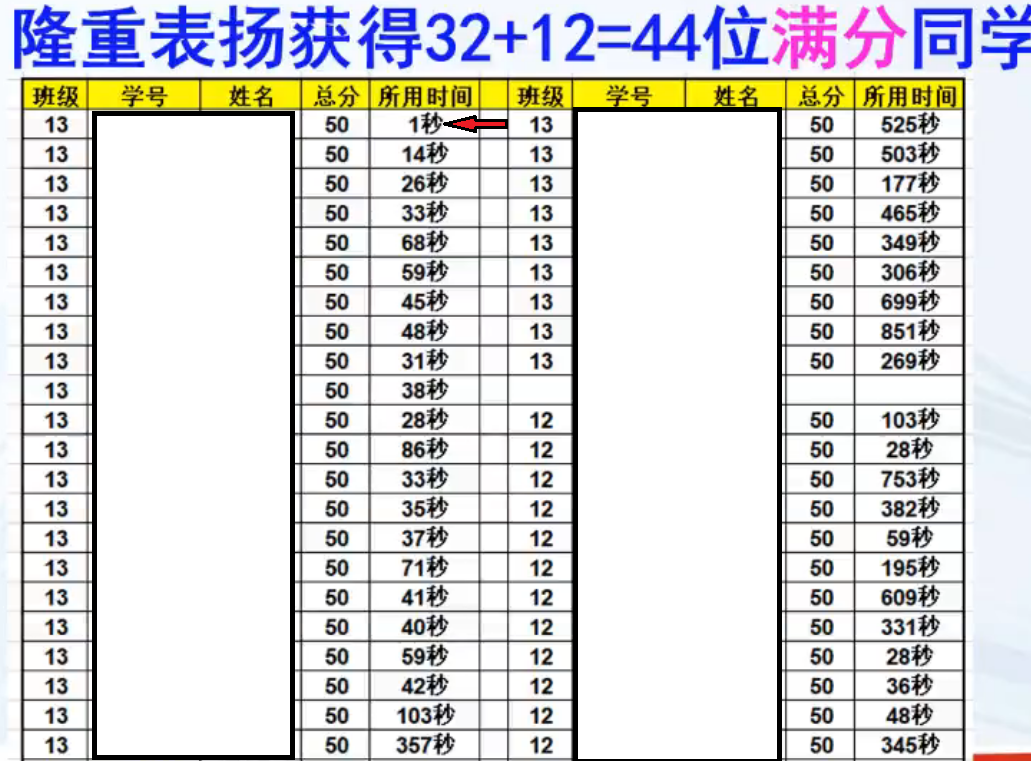 隆重表扬获得32+12=44位满分同学
班级 学号 姓名 总分 所用时间 班级 学号 姓名 总分 所用时间
13 50 1秒 13 50 525秒
13 50 14秒 13 50 503秒
13 50 26秒 13 50 177秒
13 50 33秒 13 50 465秒
13 50 68秒 13 50 349秒
13 50 59秒 13 50 306秒
13 50 45秒 13 50 699秒
13 50 48秒 13 50 851秒
13 50 31秒 13 50 269秒
13 50 38秒
13 50 28秒 12 50 103秒
13 50 86秒 12 50 28秒
13 50 33秒 12 50 753秒
13 50 35秒 12 50 382秒
13 50 37秒 12 50 59秒
13 50 71秒 12 50 195秒
13 50 41秒 12 50 609秒
13 50 40秒 12 50 331秒
13 50 59秒 12 50 28秒
13 50 42秒 12 50 36秒
13 50 103秒 12 50 48秒
13 50 357秒 12 50 345秒